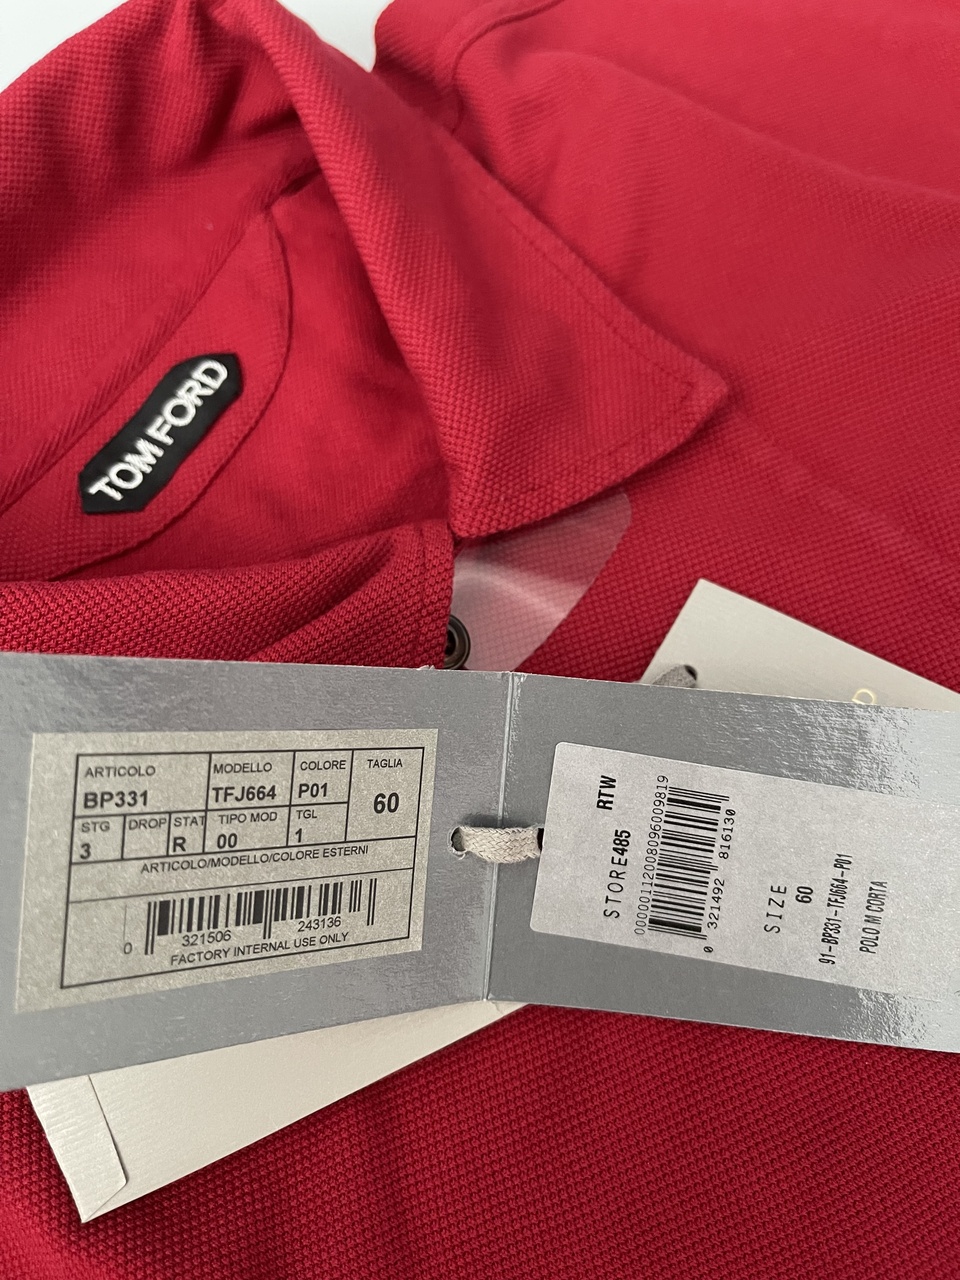 TOM FORD
ARTICOLO MODELLO COLORE TAGLIA
BP331 TFJ664 P01 60
STG DROP STAT TIPO MOD TGL
3 R 00 1
ARTICOLO/MODELLO/COLORE ESTERNI
0 321506 243136
FACTORY INTERNAL USE ONLY
STORE485 RTW
00000112008096009819
0 321492 816130
SIZE 60
91-BP331-TFJ664-P01
POLO M CORTA